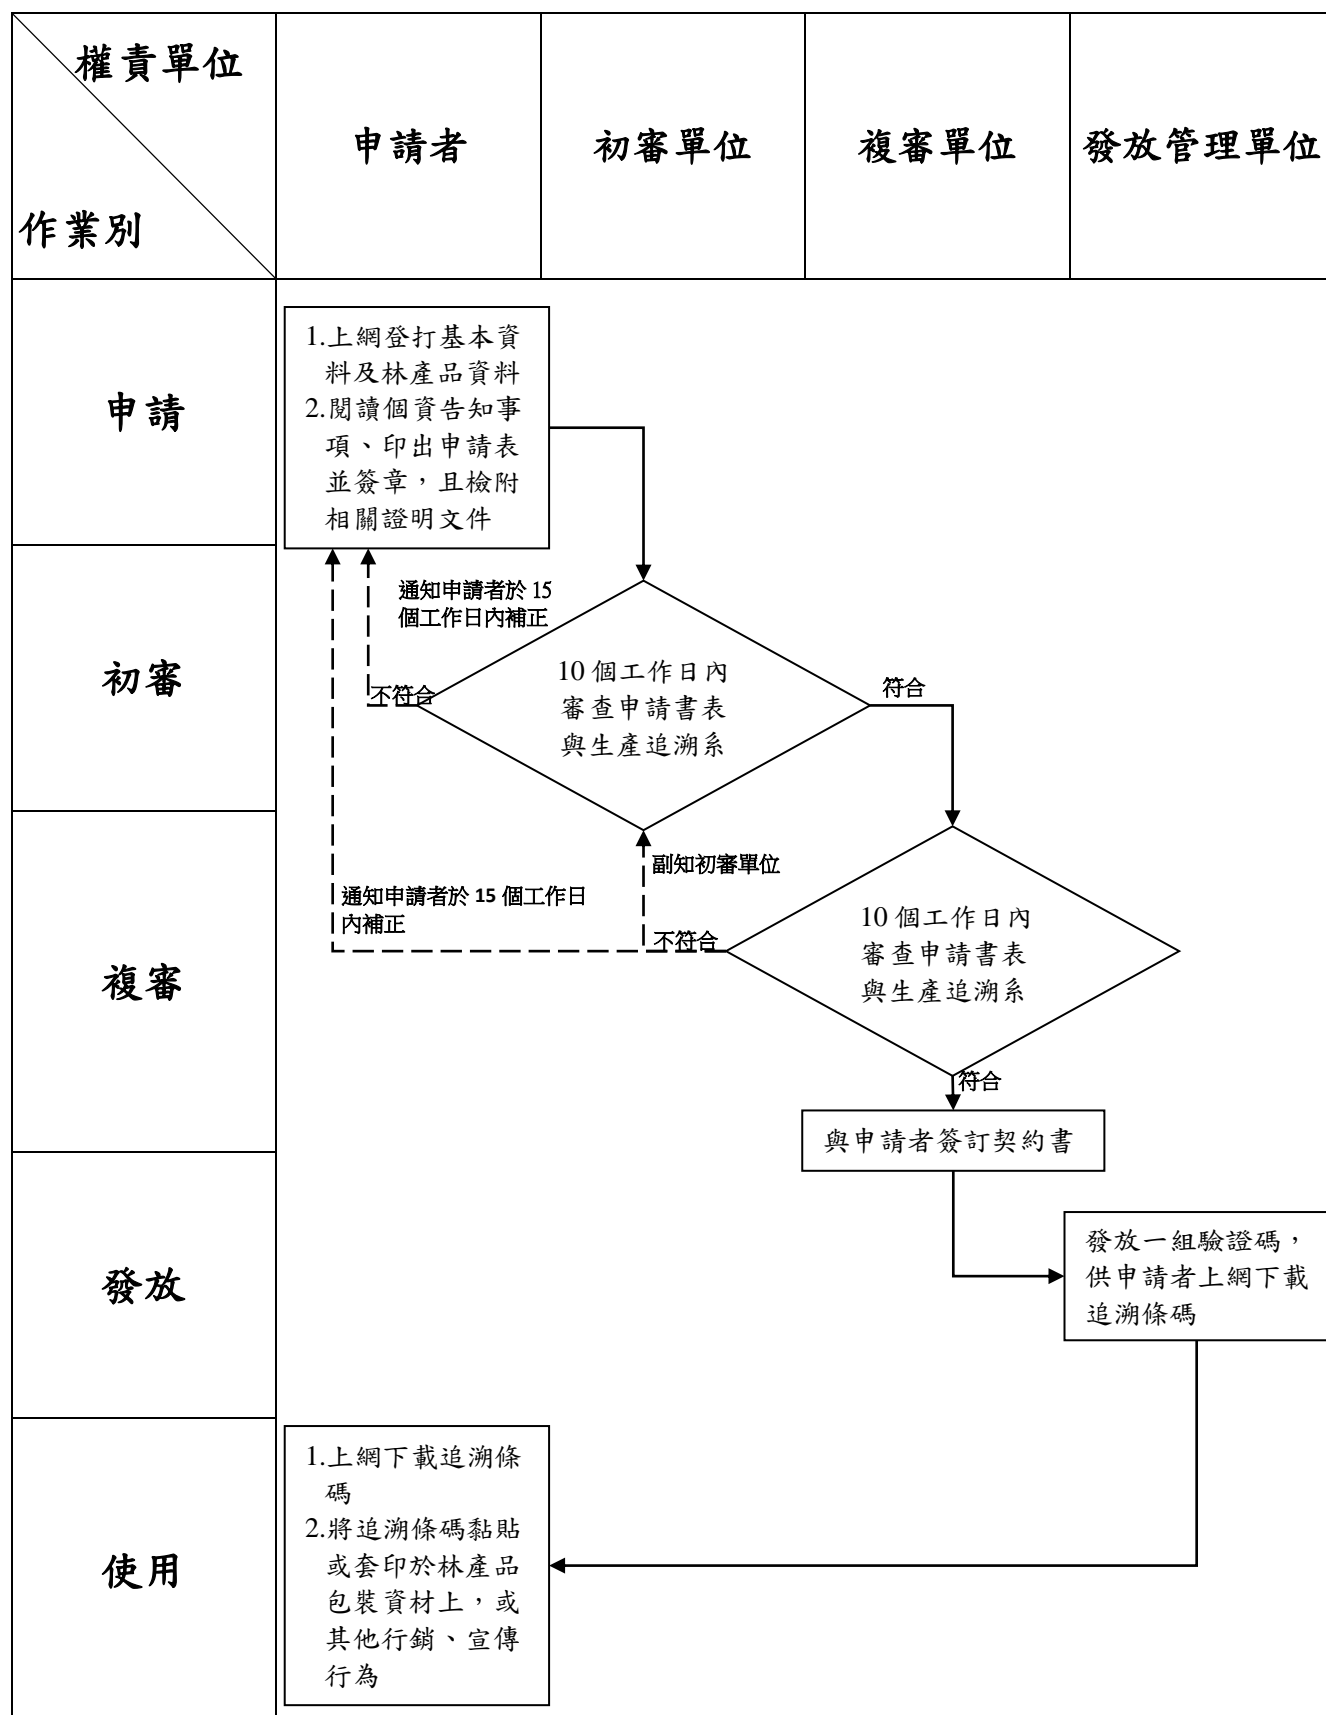 權責單位
作業別
申請者
初審單位
複審單位
發放管理單位
申請
1.上網登打基本資
料及林產品資料
2.閱讀個資告知事
項、印出申請表
並簽章，且檢附
相關證明文件
初審
通知申請者於 15
個工作日內補正
不符合
10 個工作日內
審查申請書表
與生產追溯系
符合
複審
副知初審單位
通知申請者於 15 個工作日
內補正
不符合
10 個工作日內
審查申請書表
與生產追溯系
符合
與申請者簽訂契約書
發放
發放一組驗證碼，
供申請者上網下載
追溯條碼
使用
1.上網下載追溯條
碼
2.將追溯條碼黏貼
或套印於林產品
包裝資材上，或
其他行銷、宣傳
行為